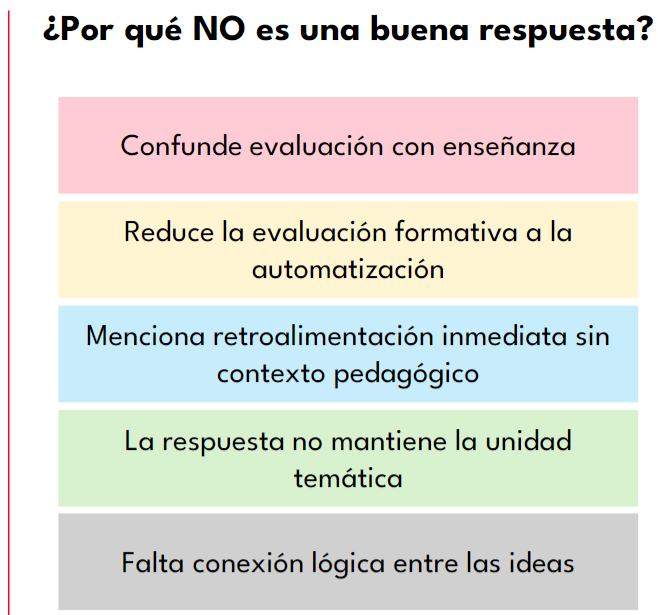 ¿Por qué NO es una buena respuesta?
Confunde evaluación con enseñanza
Reduce la evaluación formativa a la
automatización
Menciona retroalimentación inmediata sin
contexto pedagógico
La respuesta no mantiene la unidad
temática
Falta conexión lógica entre las ideas